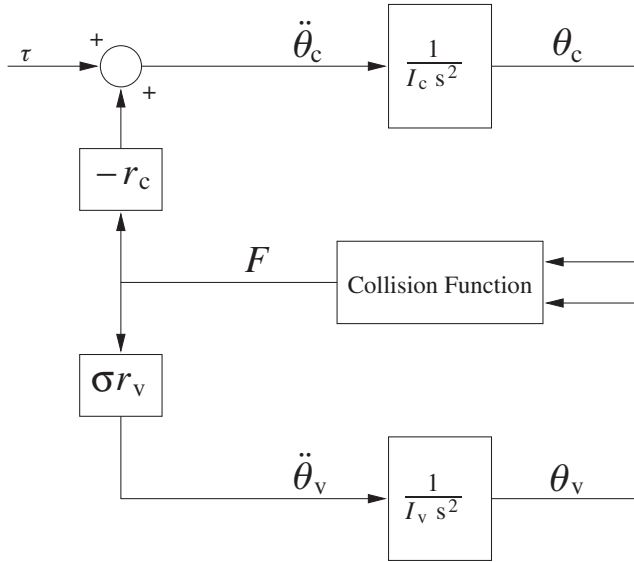 τ + + θ̈c 1/(Ic s²) θc
−rc
F Collision Function
σrv
θ̈v 1/(Iv s²) θv